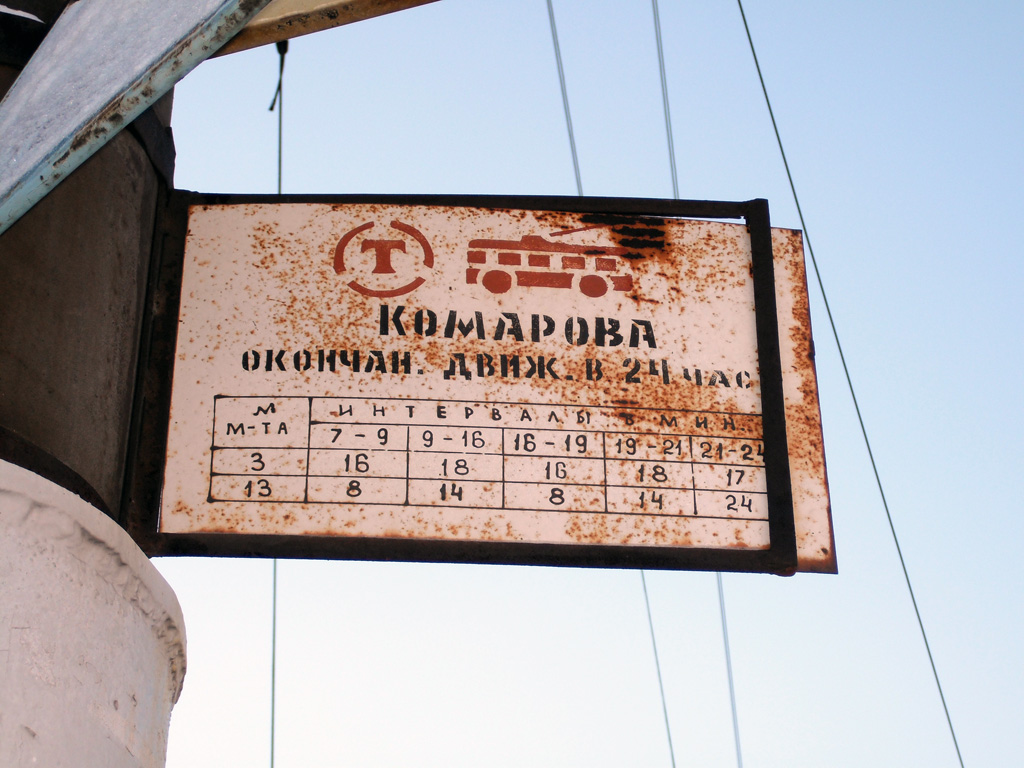 Т
КОМАРОВА
ОКОНЧАН. ДВИЖ. В 24 ЧАС
М ИНТЕРВАЛЫ В МИН.
М-ТА 7-9 9-16 16-19 19-21 21-24
3 16 18 16 18 17
13 8 14 8 14 24